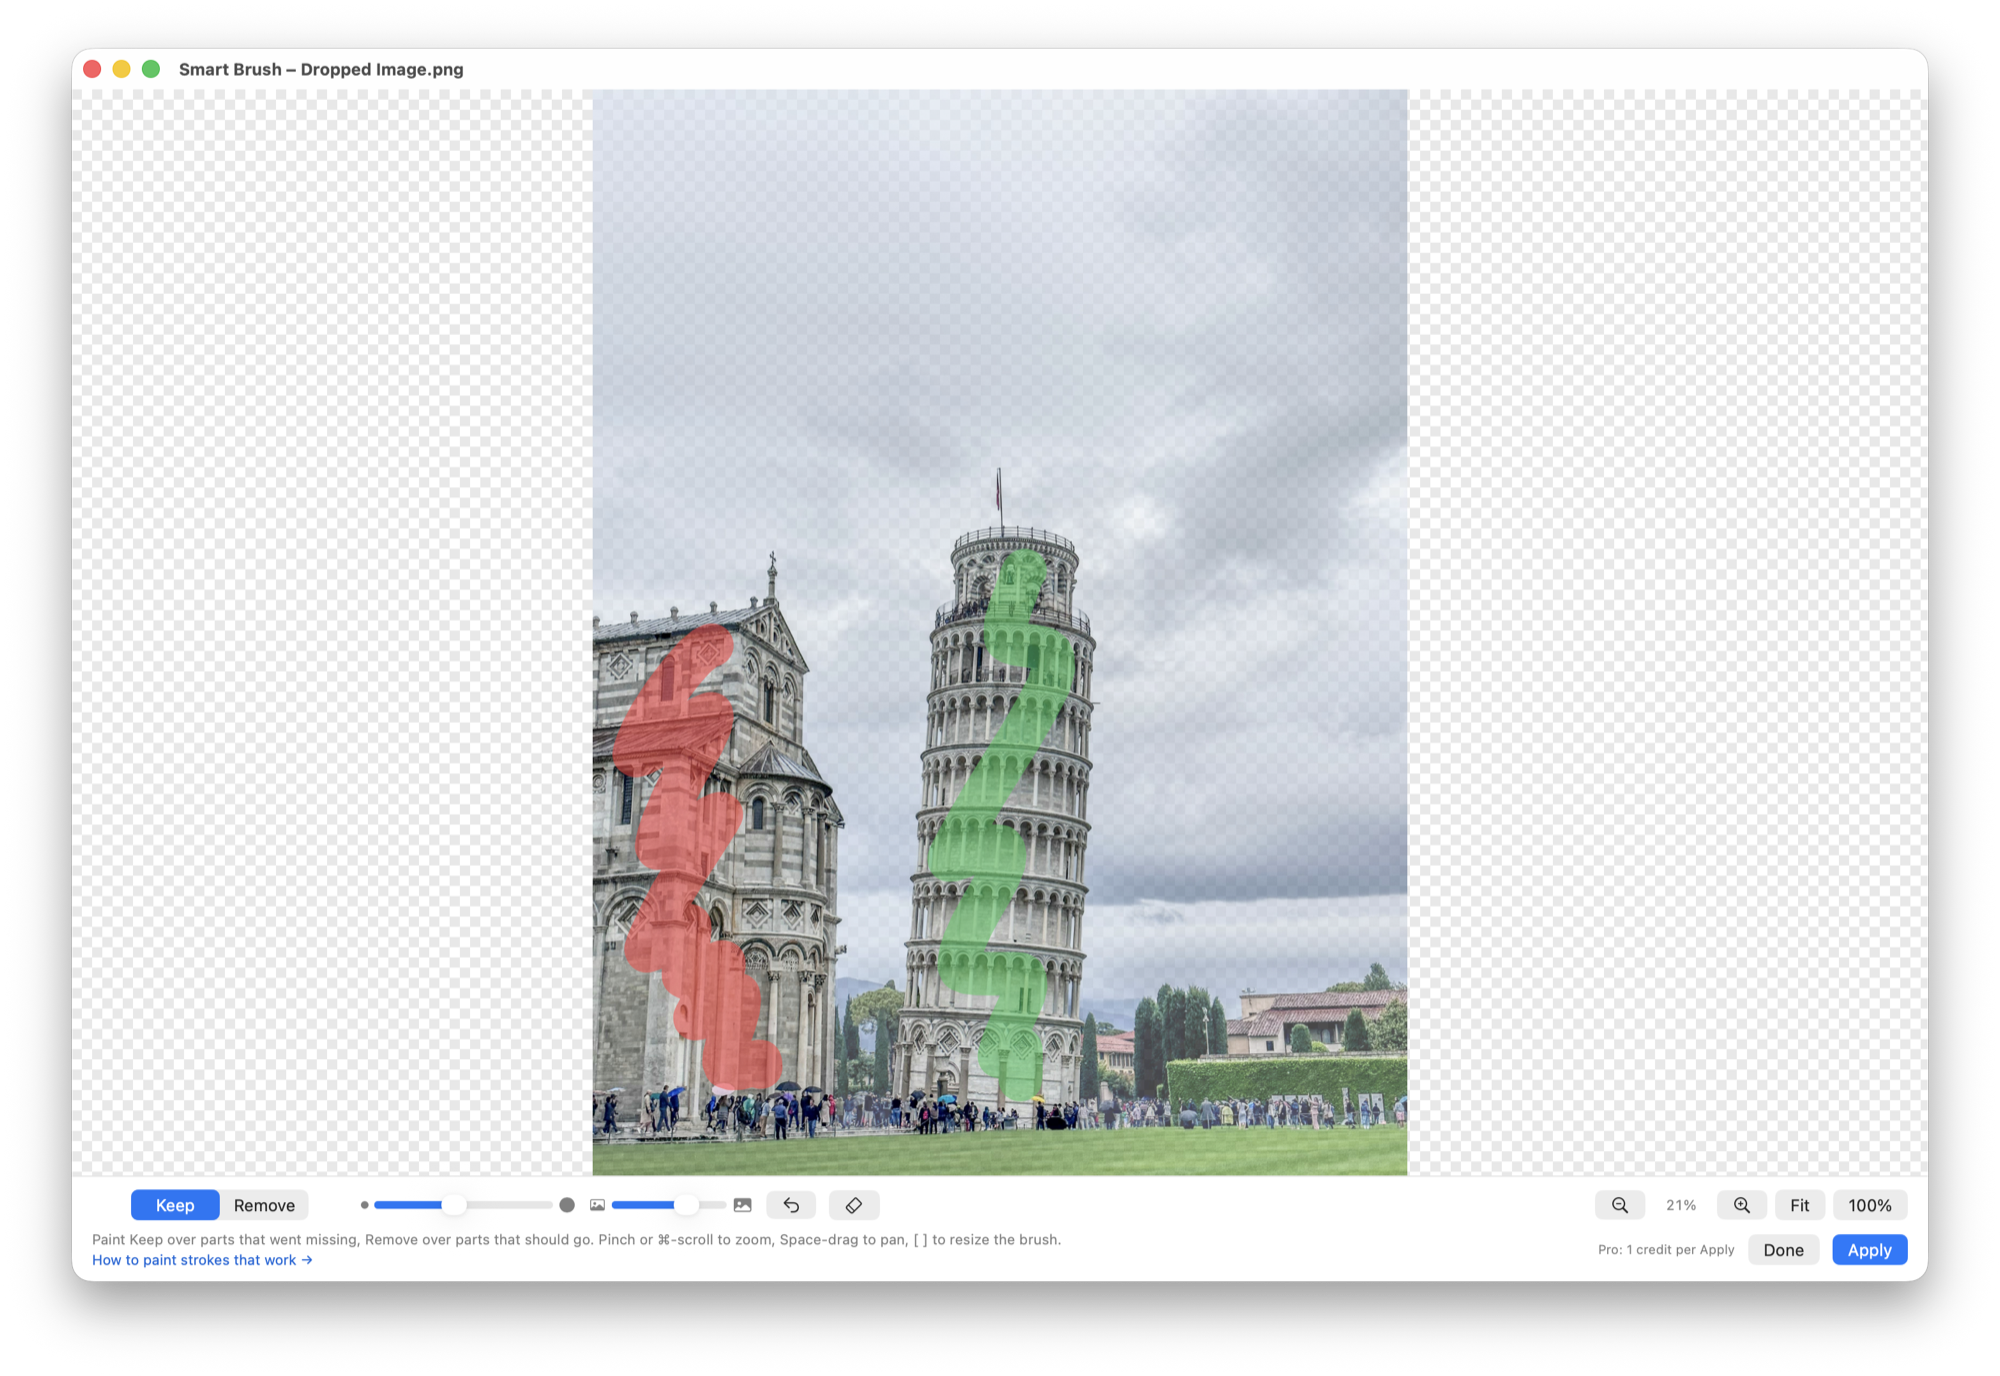 Smart Brush – Dropped Image.png
Keep Remove 21% Fit 100%
Paint Keep over parts that went missing, Remove over parts that should go. Pinch or ⌘-scroll to zoom, Space-drag to pan, [ ] to resize the brush.
How to paint strokes that work →
Pro: 1 credit per Apply Done Apply